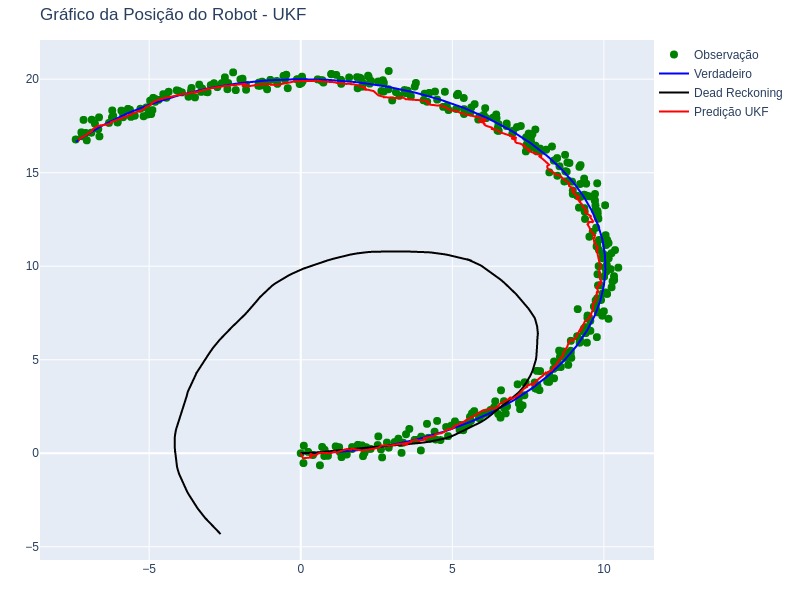 Gráfico da Posição do Robot - UKF
Observação
Verdadeiro
Dead Reckoning
Predição UKF
20
15
10
5
0
−5
−5
0
5
10